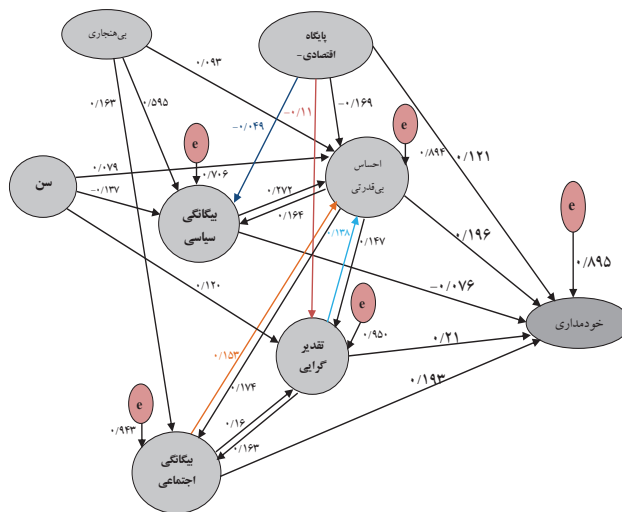 بی‌هنجاری
پایگاه
اقتصادی-
۰/۰۹۳
۰/۱۶۳
۰/۵۹۵
-۰/۰۴۹
-۰/۱۱
-۰/۱۶۹
e
۰/۸۹۴
۰/۱۲۱
e
۰/۷۰۶
سن
۰/۰۷۹
-۰/۱۳۷
احساس
بی‌قدرتی
بیگانگی
سیاسی
۰/۲۷۲
۰/۱۶۴
۰/۱۹۶
e
۰/۸۹۵
۰/۱۳۸
۰/۱۴۷
-۰/۰۷۶
۰/۱۲۰
e
۰/۹۵۰
خودمداری
تقدیر
گرایی
۰/۲۱
۰/۱۵۳
۰/۱۷۴
۰/۱۹۳
e
۰/۹۴۳
۰/۱۶
۰/۱۶۳
بیگانگی
اجتماعی